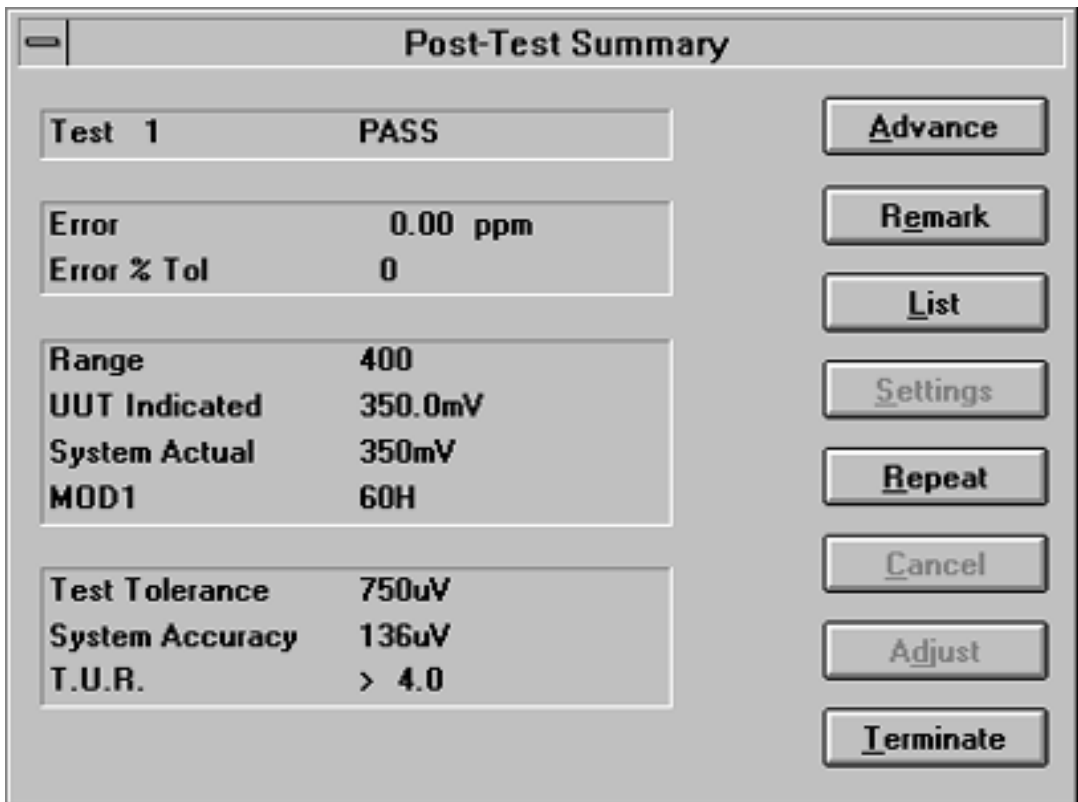 Post-Test Summary
Test 1 PASS
Error 0.00 ppm
Error % Tol 0
Range 400
UUT Indicated 350.0mV
System Actual 350mV
MOD1 60H
Test Tolerance 750uV
System Accuracy 136uV
T.U.R. > 4.0
Advance
Remark
List
Settings
Repeat
Cancel
Adjust
Terminate